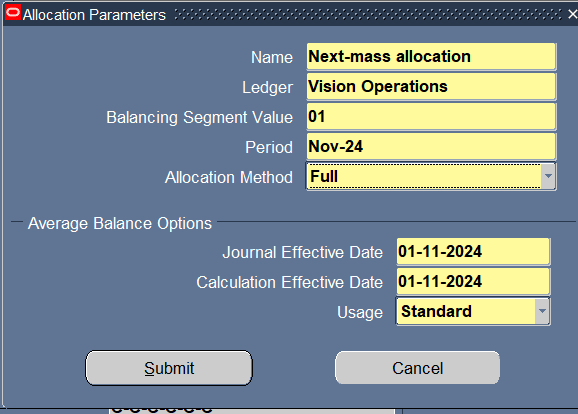 Allocation Parameters
Name Next-mass allocation
Ledger Vision Operations
Balancing Segment Value 01
Period Nov-24
Allocation Method Full
Average Balance Options
Journal Effective Date 01-11-2024
Calculation Effective Date 01-11-2024
Usage Standard
Submit Cancel